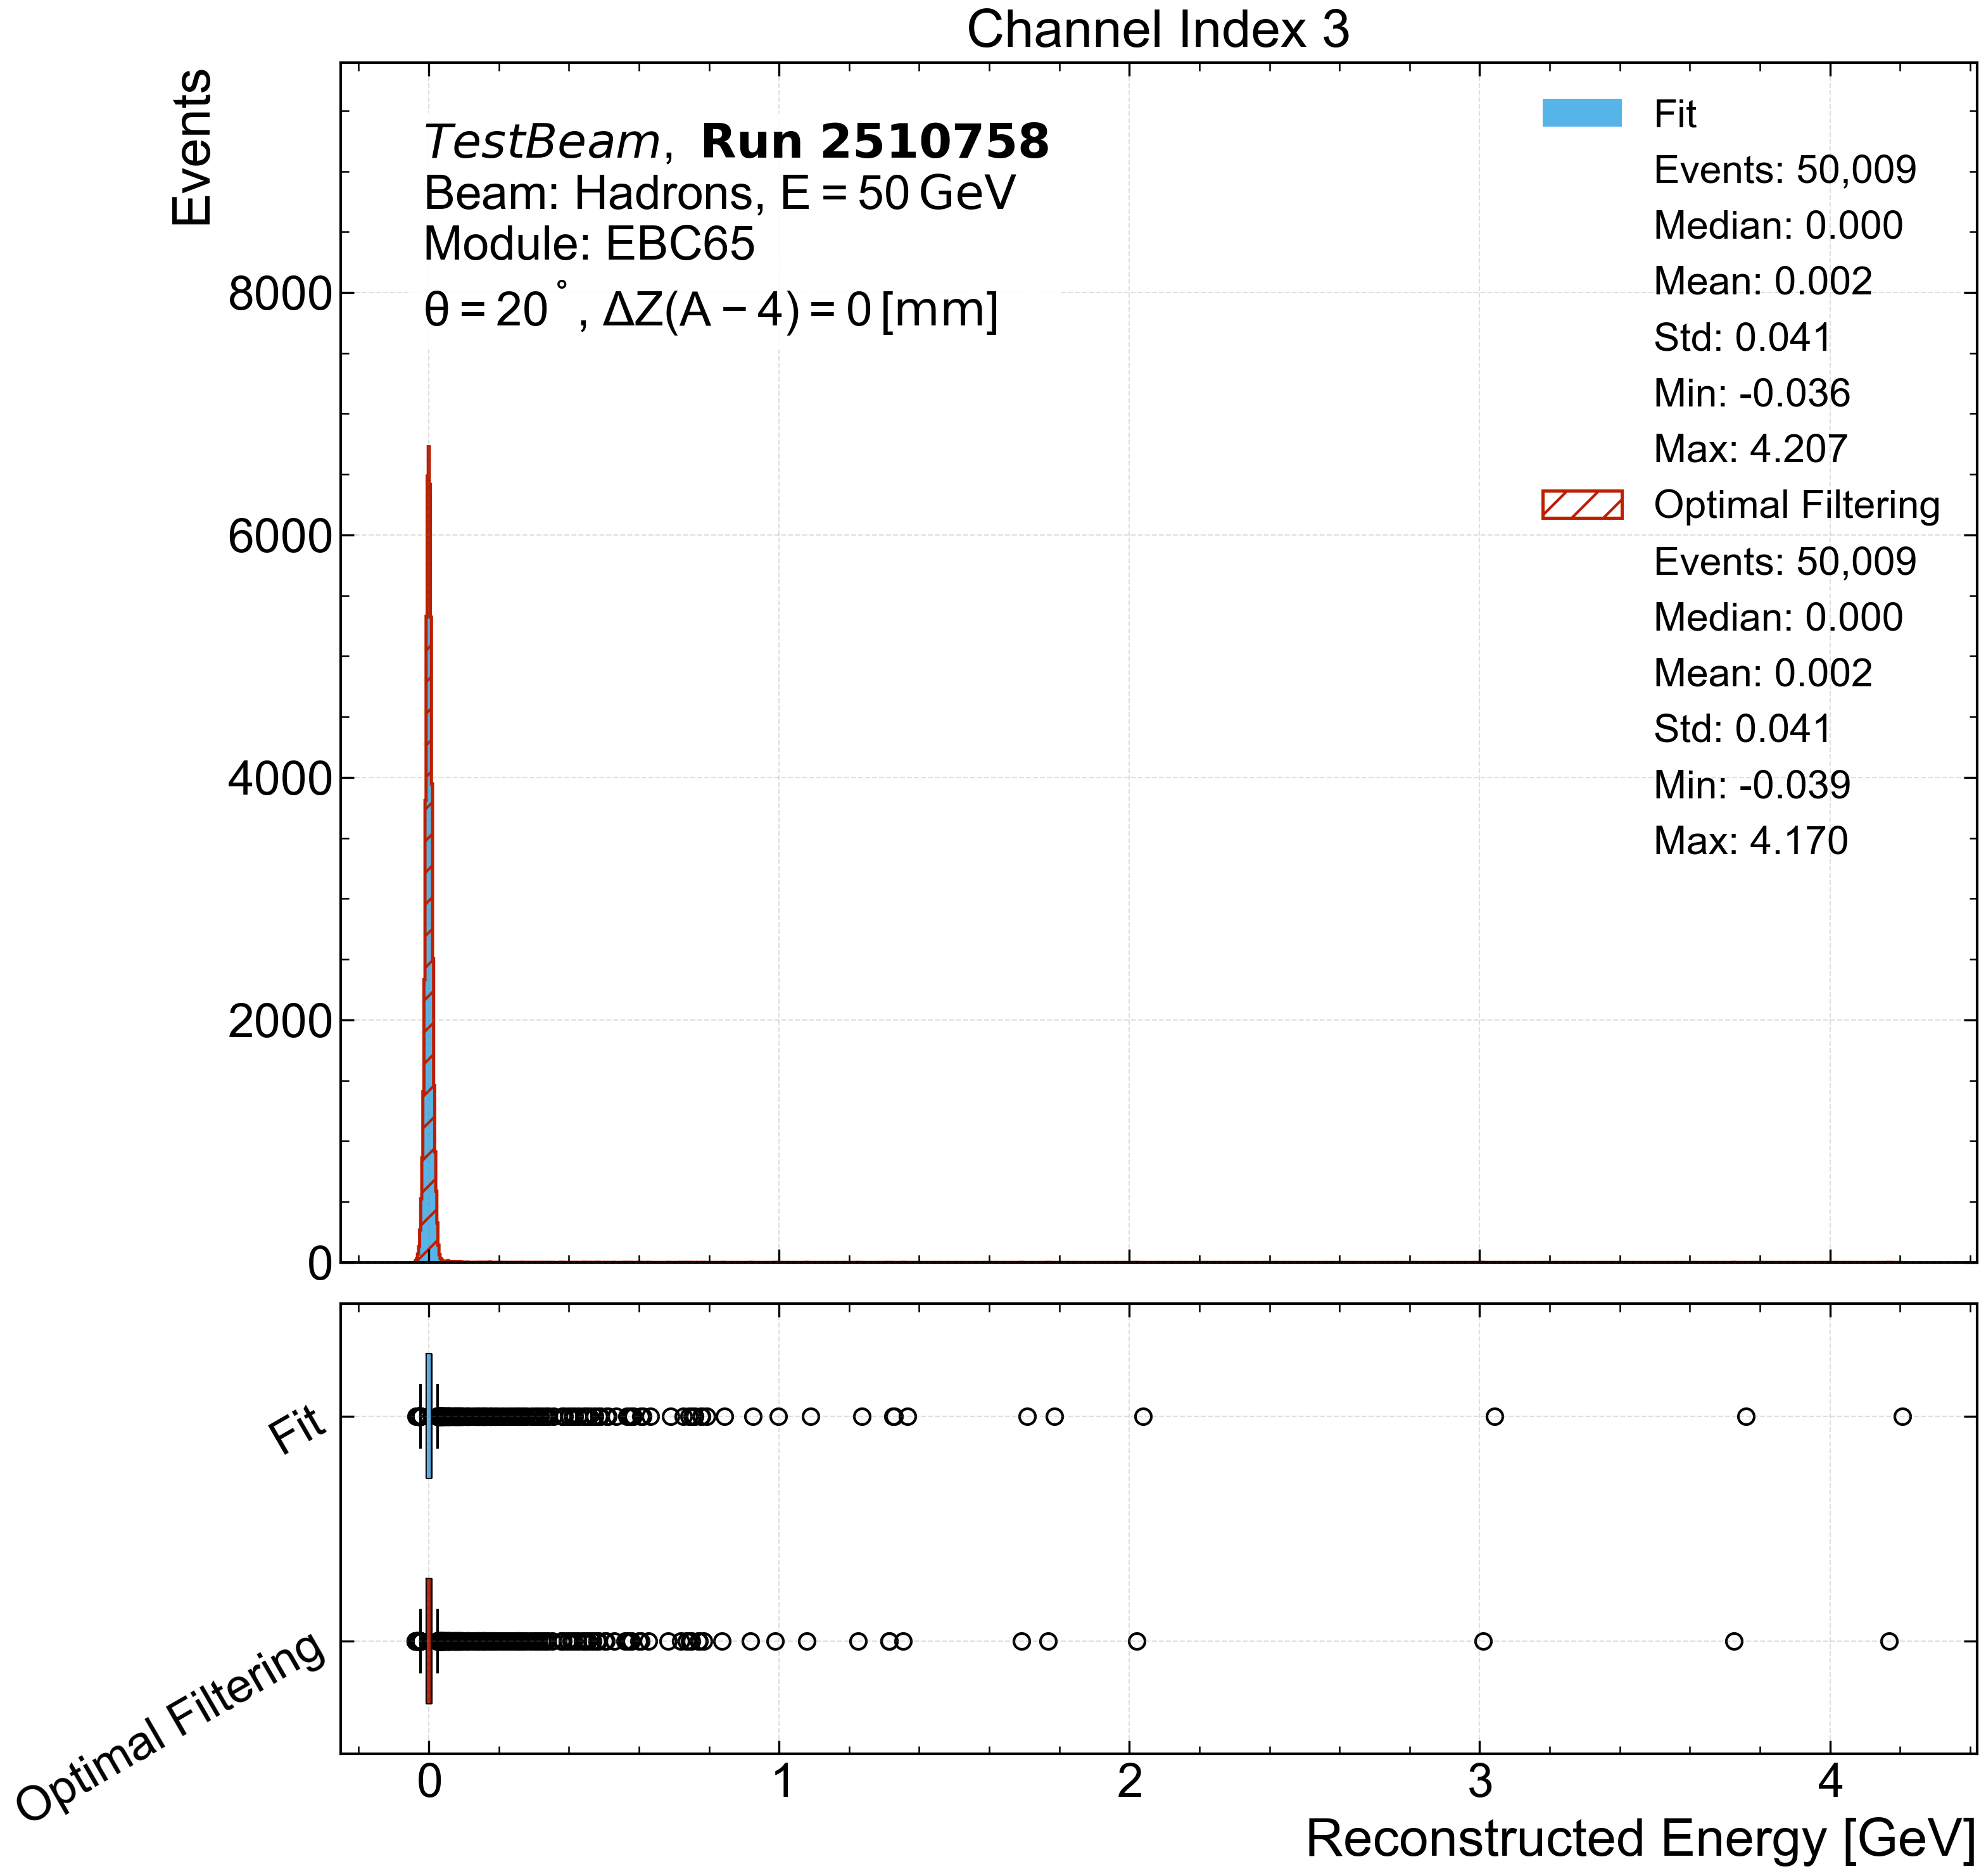 Channel Index 3
Events
TestBeam, Run 2510758
Beam: Hadrons, E = 50 GeV
Module: EBC65
θ = 20°, ΔZ(A − 4) = 0 [mm]
Fit
Events: 50,009
Median: 0.000
Mean: 0.002
Std: 0.041
Min: -0.036
Max: 4.207
Optimal Filtering
Events: 50,009
Median: 0.000
Mean: 0.002
Std: 0.041
Min: -0.039
Max: 4.170
8000
6000
4000
2000
0
Fit
Optimal Filtering
0 1 2 3 4
Reconstructed Energy [GeV]